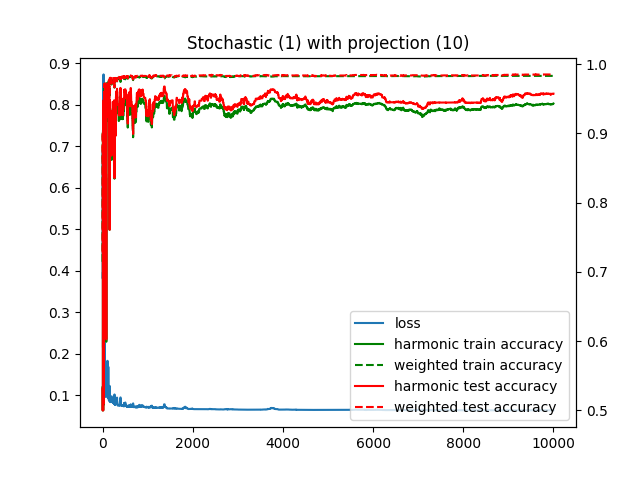 Stochastic (1) with projection (10)
0.9
0.8
0.7
0.6
0.5
0.4
0.3
0.2
0.1
1.0
0.9
0.8
0.7
0.6
0.5
loss
harmonic train accuracy
weighted train accuracy
harmonic test accuracy
weighted test accuracy
0 2000 4000 6000 8000 10000